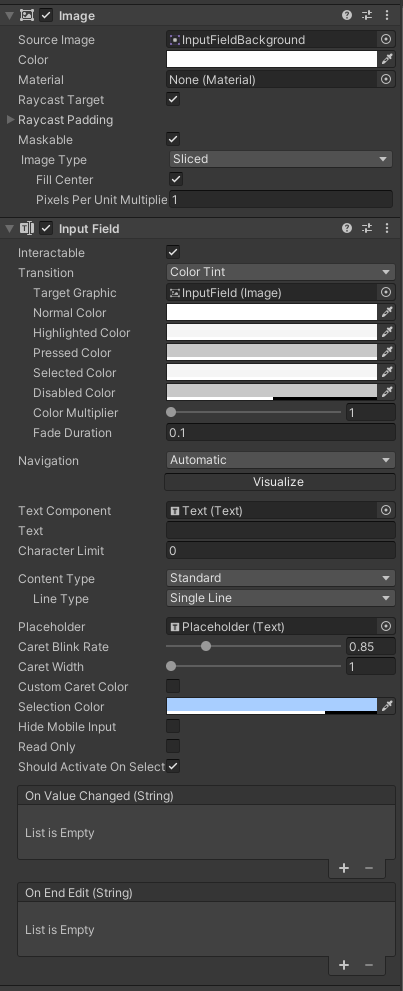 Image
Source Image InputFieldBackground
Color
Material None (Material)
Raycast Target
Raycast Padding
Maskable
Image Type Sliced
Fill Center
Pixels Per Unit Multiplie 1
Input Field
Interactable
Transition Color Tint
Target Graphic InputField (Image)
Normal Color
Highlighted Color
Pressed Color
Selected Color
Disabled Color
Color Multiplier 1
Fade Duration 0.1
Navigation Automatic
Visualize
Text Component Text (Text)
Text
Character Limit 0
Content Type Standard
Line Type Single Line
Placeholder Placeholder (Text)
Caret Blink Rate 0.85
Caret Width 1
Custom Caret Color
Selection Color
Hide Mobile Input
Read Only
Should Activate On Select
On Value Changed (String)
List is Empty
On End Edit (String)
List is Empty